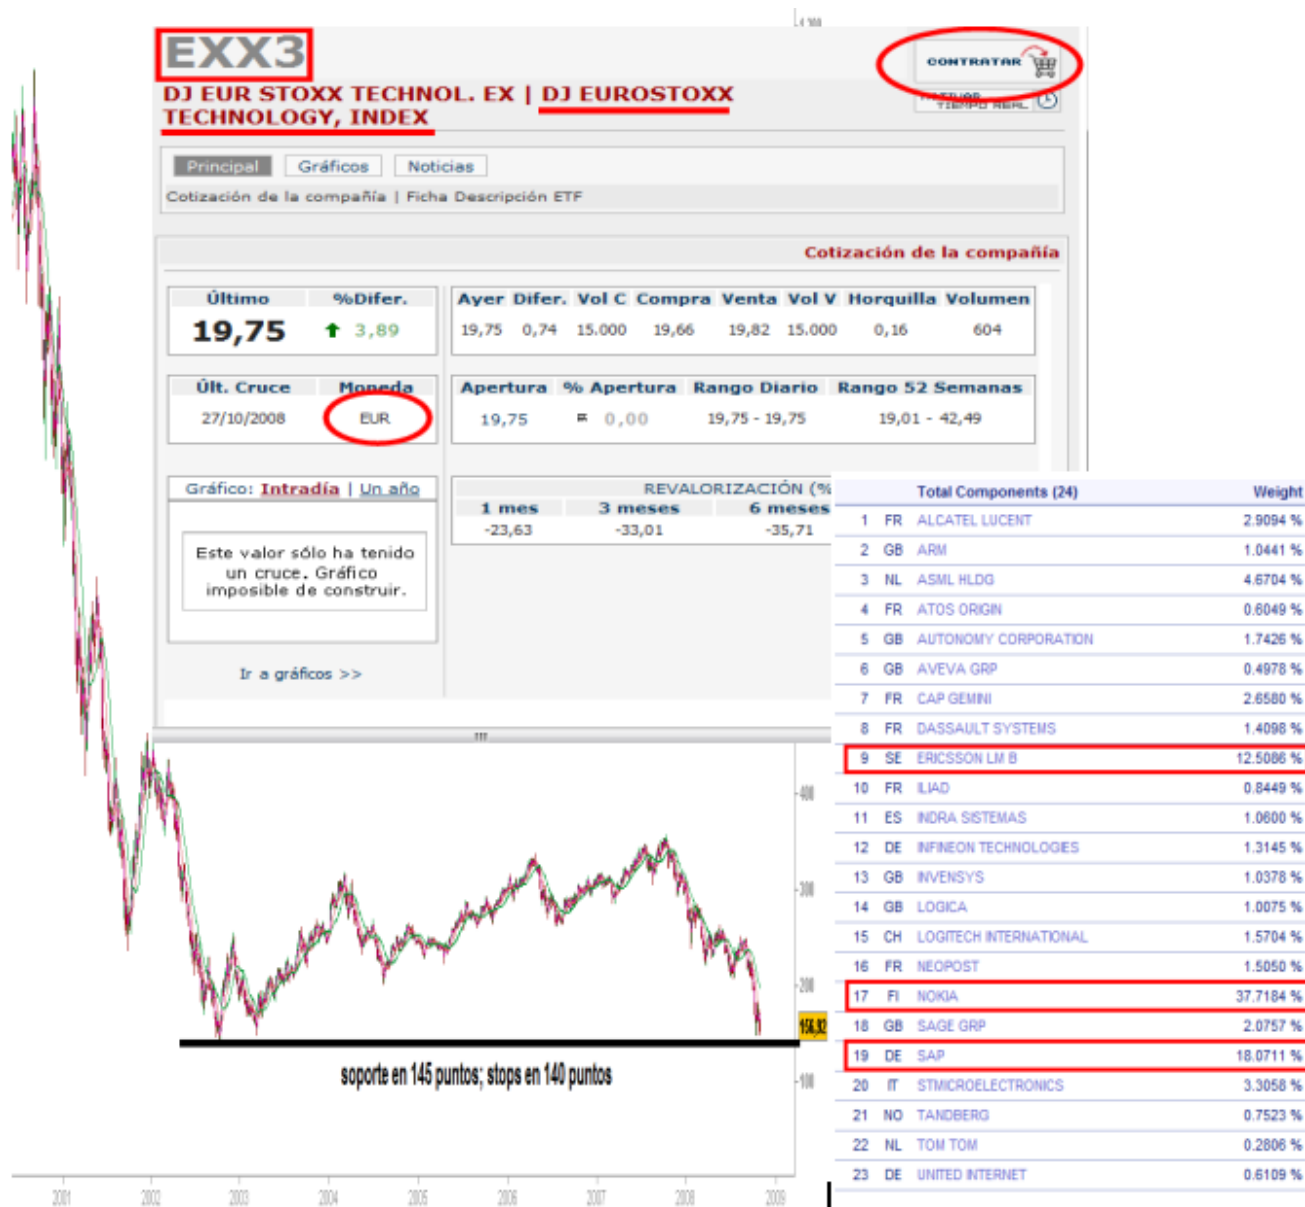 EXX3
CONTRATAR
DJ EUR STOXX TECHNOL. EX | DJ EUROSTOXX
TECHNOLOGY, INDEX
TIEMPO REAL
Principal Gráficos Noticias
Cotización de la compañía | Ficha Descripción ETF
Cotización de la compañía
Último %Difer.
19,75 3,89
Ayer Difer. Vol C Compra Venta Vol V Horquilla Volumen
19,75 0,74 15.000 19,66 19,82 15.000 0,16 604
Últ. Cruce Moneda
27/10/2008 EUR
Apertura % Apertura Rango Diario Rango 52 Semanas
19,75 = 0,00 19,75 - 19,75 19,01 - 42,49
Gráfico: Intradía | Un año
Este valor sólo ha tenido
un cruce. Gráfico
imposible de construir.
Ir a gráficos >>
REVALORIZACIÓN (%
1 mes 3 meses 6 meses
-23,63 -33,01 -35,71
Total Components (24) Weight
1 FR ALCATEL LUCENT 2.9094 %
2 GB ARM 1.0441 %
3 NL ASML HLDG 4.6704 %
4 FR ATOS ORIGIN 0.6049 %
5 GB AUTONOMY CORPORATION 1.7426 %
6 GB AVEVA GRP 0.4978 %
7 FR CAP GEMINI 2.6580 %
8 FR DASSAULT SYSTEMS 1.4098 %
9 SE ERICSSON LM B 12.5086 %
10 FR ILIAD 0.8449 %
11 ES INDRA SISTEMAS 1.0600 %
12 DE INFINEON TECHNOLOGIES 1.3145 %
13 GB INVENSYS 1.0378 %
14 GB LOGICA 1.0075 %
15 CH LOGITECH INTERNATIONAL 1.5704 %
16 FR NEOPOST 1.5050 %
17 FI NOKIA 37.7184 %
18 GB SAGE GRP 2.0757 %
19 DE SAP 18.0711 %
20 IT STMICROELECTRONICS 3.3058 %
21 NO TANDBERG 0.7523 %
22 NL TOM TOM 0.2806 %
23 DE UNITED INTERNET 0.6109 %
400
300
200
156,92
100
soporte en 145 puntos; stops en 140 puntos
2001 2002 2003 2004 2005 2006 2007 2008 2009